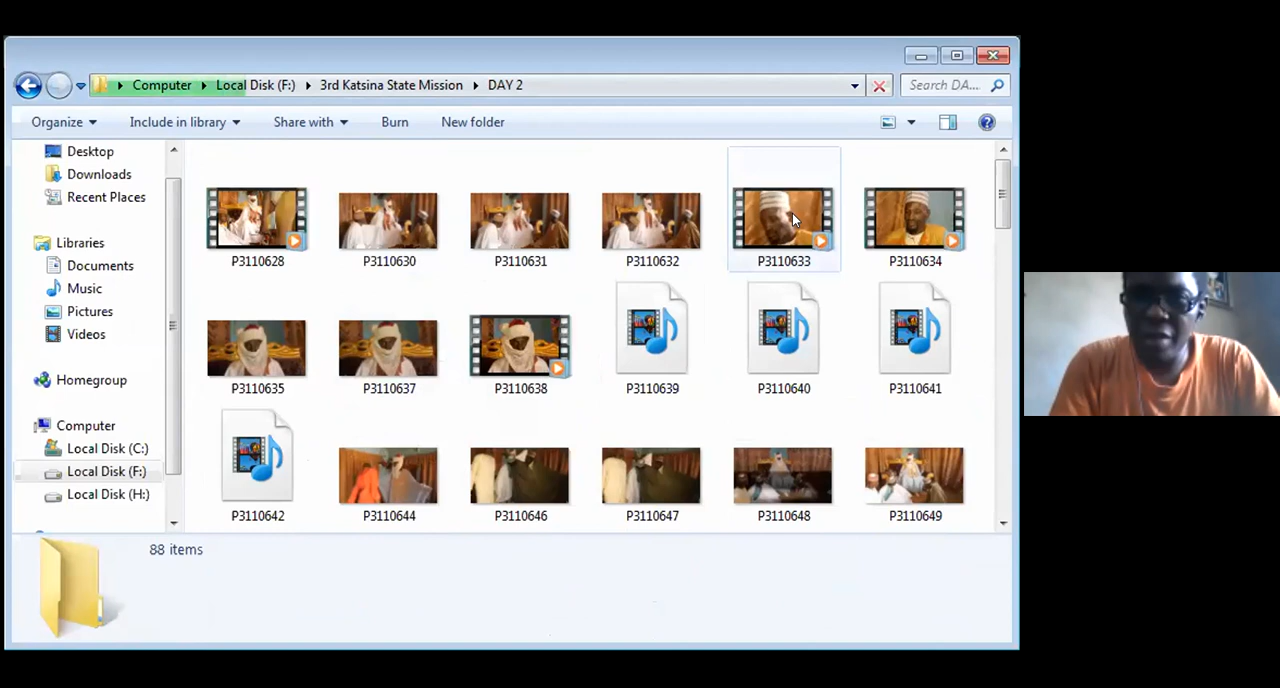 Computer Local Disk (F:) 3rd Katsina State Mission DAY 2
Search DA...
Organize Include in library Share with Burn New folder
Desktop
Downloads
Recent Places
Libraries
Documents
Music
Pictures
Videos
Homegroup
Computer
Local Disk (C:)
Local Disk (F:)
Local Disk (H:)
P3110628 P3110630 P3110631 P3110632 P3110633 P3110634
P3110635 P3110637 P3110638 P3110639 P3110640 P3110641
P3110642 P3110644 P3110646 P3110647 P3110648 P3110649
88 items